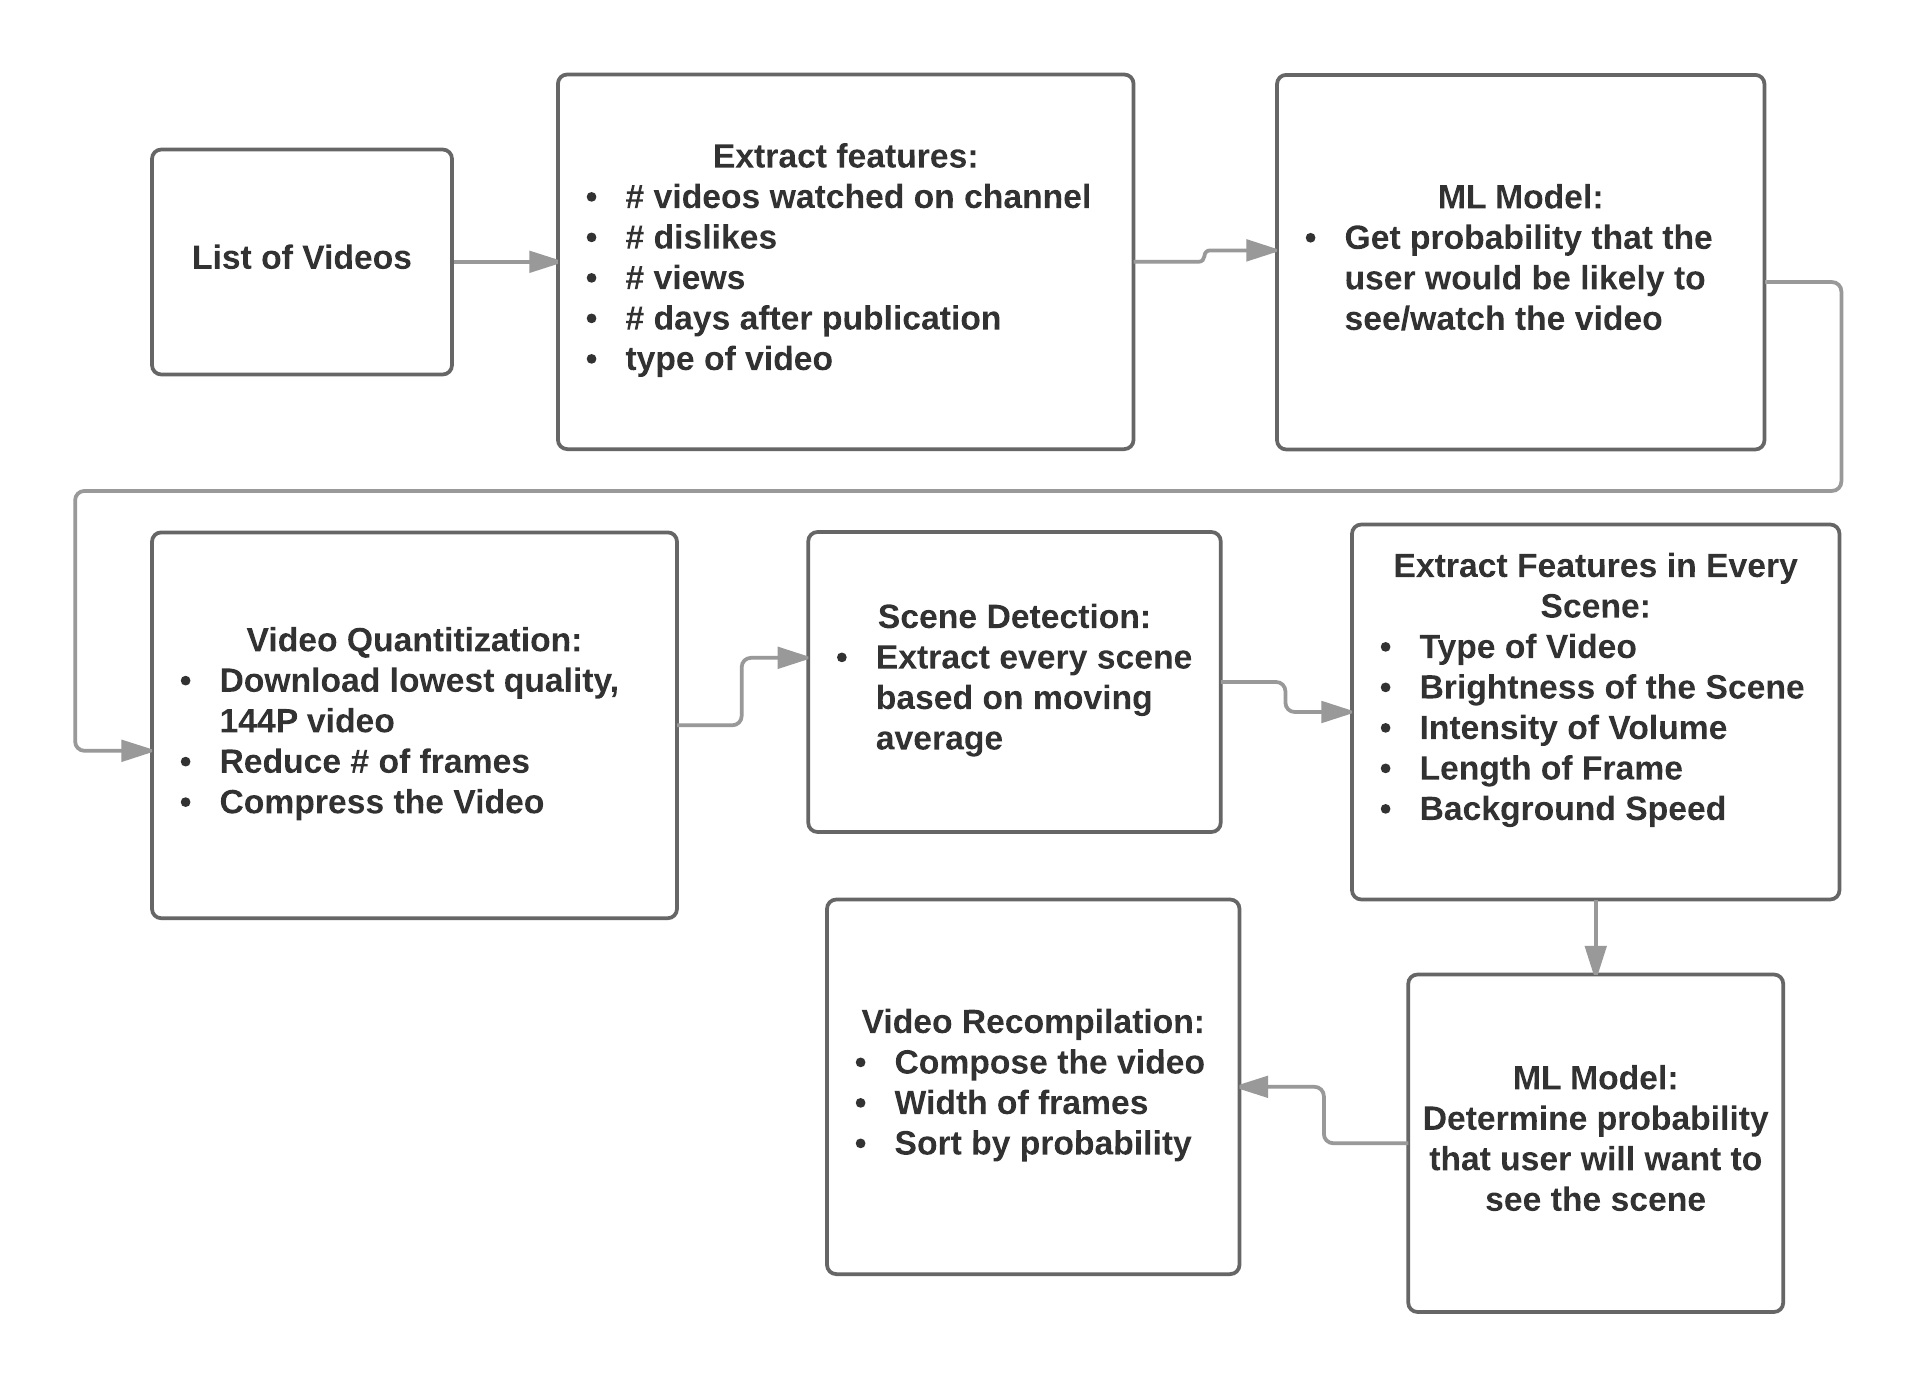 List of Videos
Extract features:
• # videos watched on channel
• # dislikes
• # views
• # days after publication
• type of video
ML Model:
• Get probability that the
user would be likely to
see/watch the video
Video Quantitization:
• Download lowest quality,
144P video
• Reduce # of frames
• Compress the Video
Scene Detection:
• Extract every scene
based on moving
average
Extract Features in Every
Scene:
• Type of Video
• Brightness of the Scene
• Intensity of Volume
• Length of Frame
• Background Speed
ML Model:
Determine probability
that user will want to
see the scene
Video Recompilation:
• Compose the video
• Width of frames
• Sort by probability